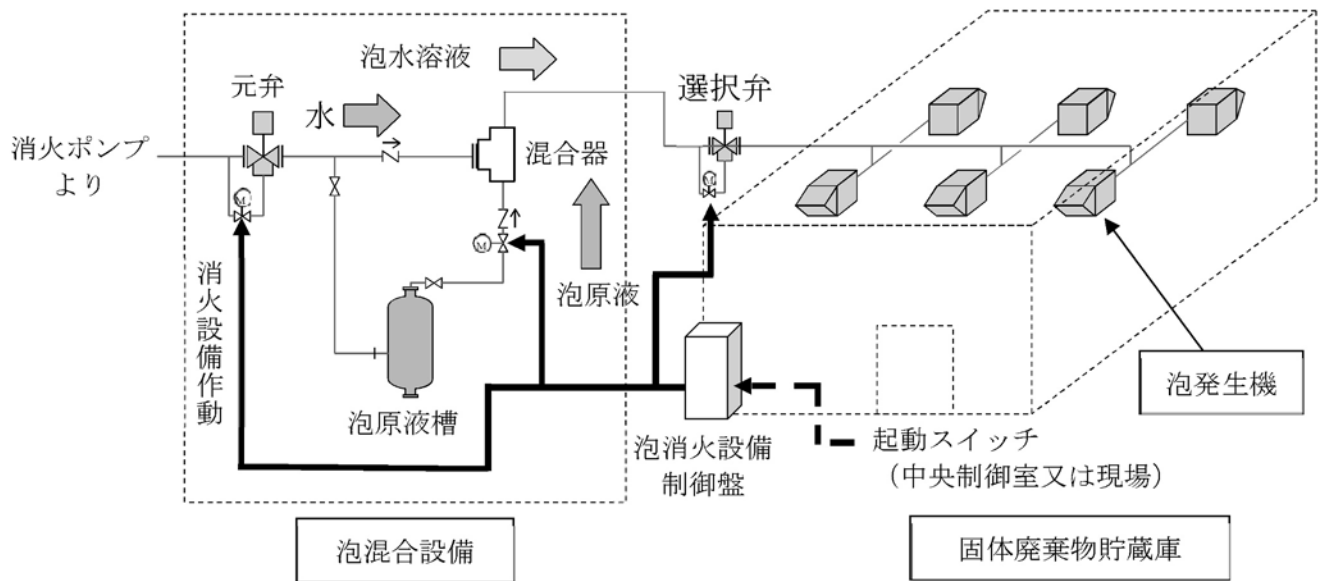 泡水溶液
元弁
水
選択弁
消火ポンプ
より
混合器
M
M
M
泡原液
消火設備作動
泡原液槽
泡発生機
泡消火設備
制御盤
起動スイッチ
（中央制御室又は現場）
泡混合設備
固体廃棄物貯蔵庫